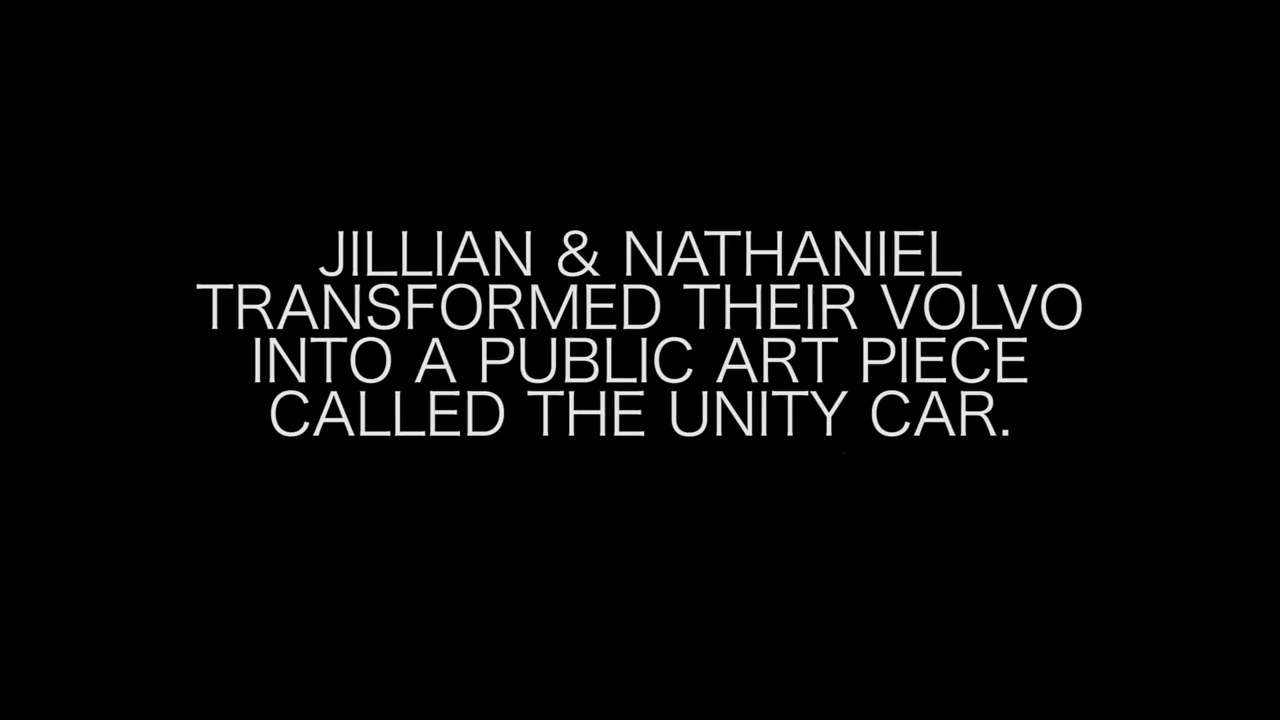 JILLIAN & NATHANIEL
TRANSFORMED THEIR VOLVO
INTO A PUBLIC ART PIECE
CALLED THE UNITY CAR.